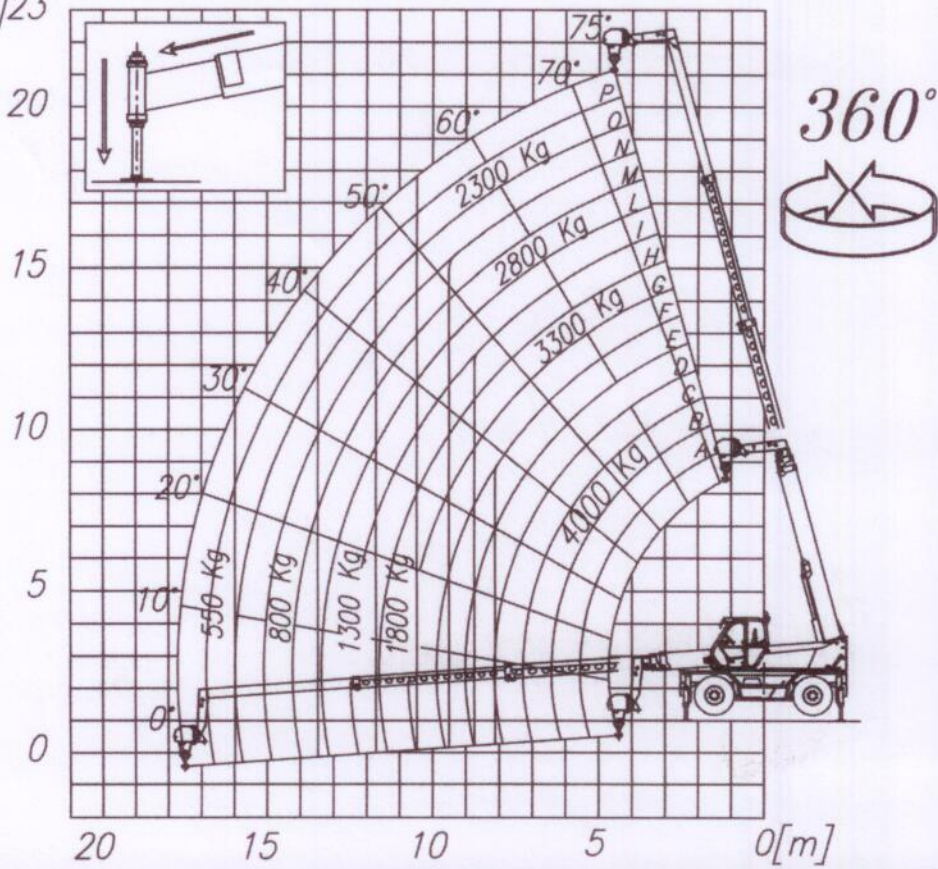 23
75°
70°
20
60°
360°
P
O
2300 Kg
N
50°
M
L
2800 Kg
I
15
H
40°
G
3300 Kg
F
E
30°
D
C
10
B
A
4000 Kg
20°
5
10°
550 Kg
800 Kg
1300 Kg
1800 Kg
0°
0
20
15
10
5
0[m]